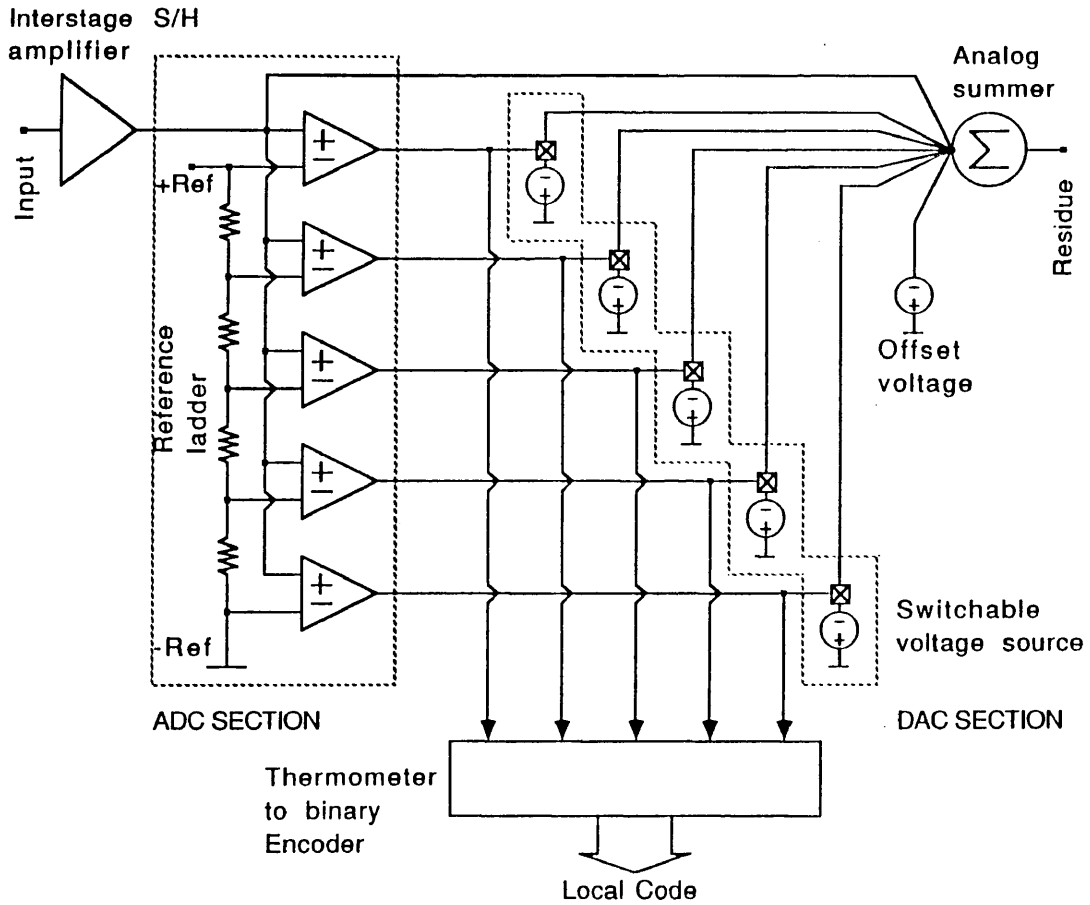 Interstage S/H
amplifier
Analog
summer
Input
+Ref
+
−
Σ
Residue
Reference
ladder
Offset
voltage
-Ref
Switchable
voltage source
ADC SECTION
DAC SECTION
Thermometer
to binary
Encoder
Local Code